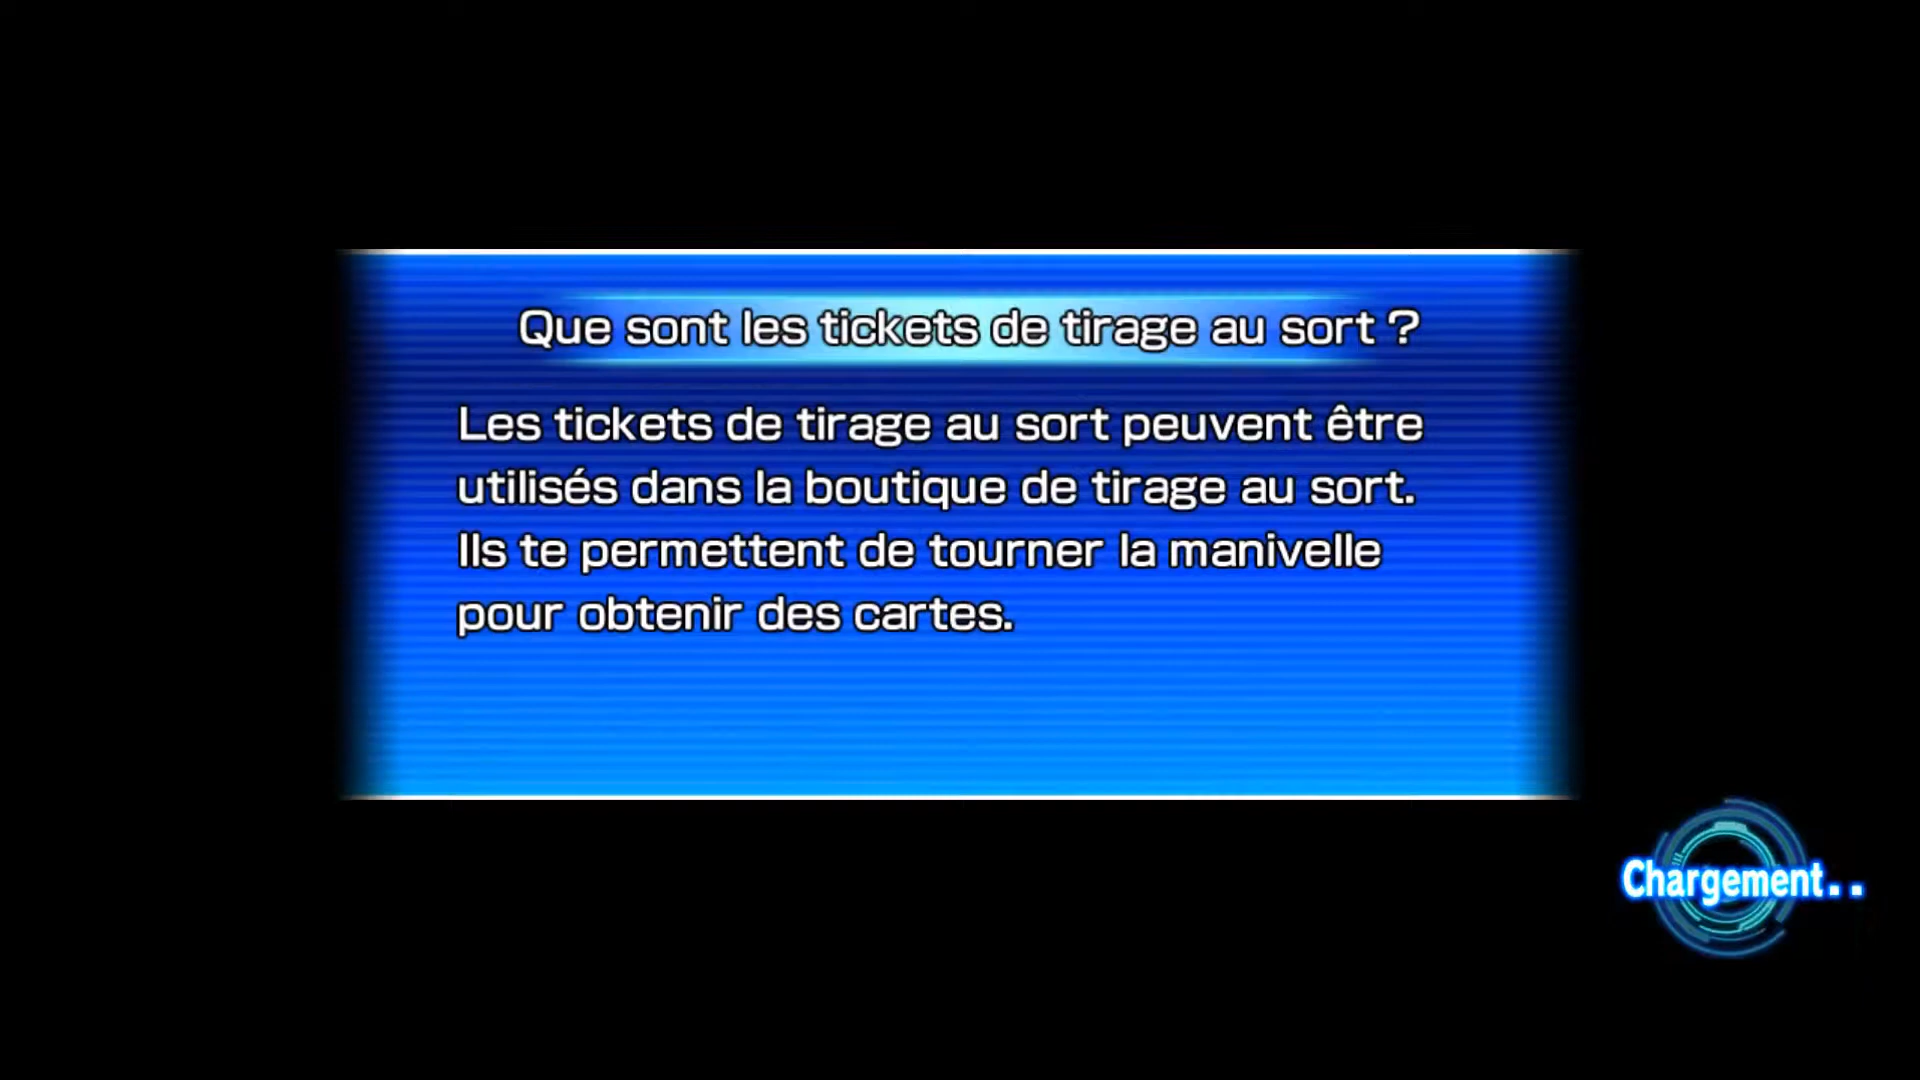 Que sont les tickets de tirage au sort ?
Les tickets de tirage au sort peuvent être
utilisés dans la boutique de tirage au sort.
Ils te permettent de tourner la manivelle
pour obtenir des cartes.
Chargement..